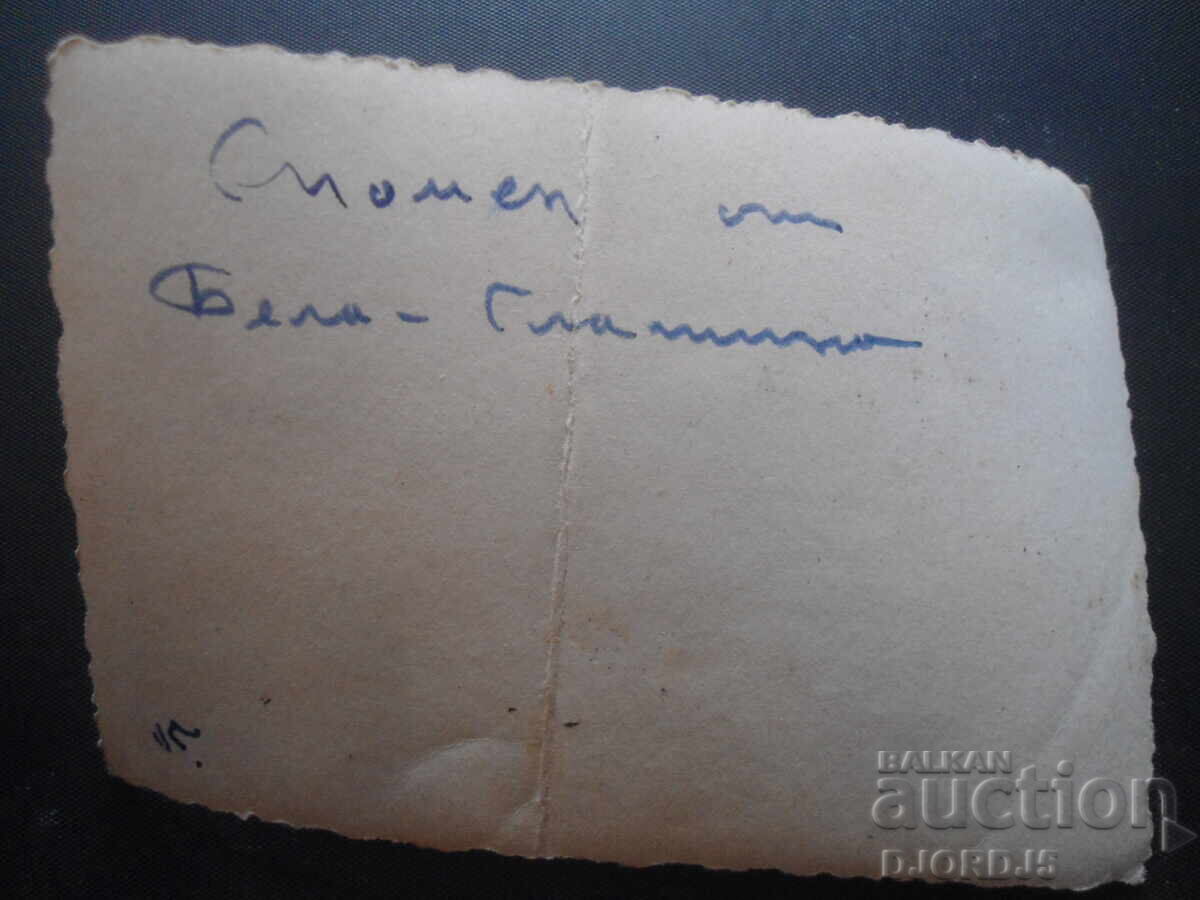 Спомен от
Бела-Слатина
BALKAN
auction
DJORDJ5